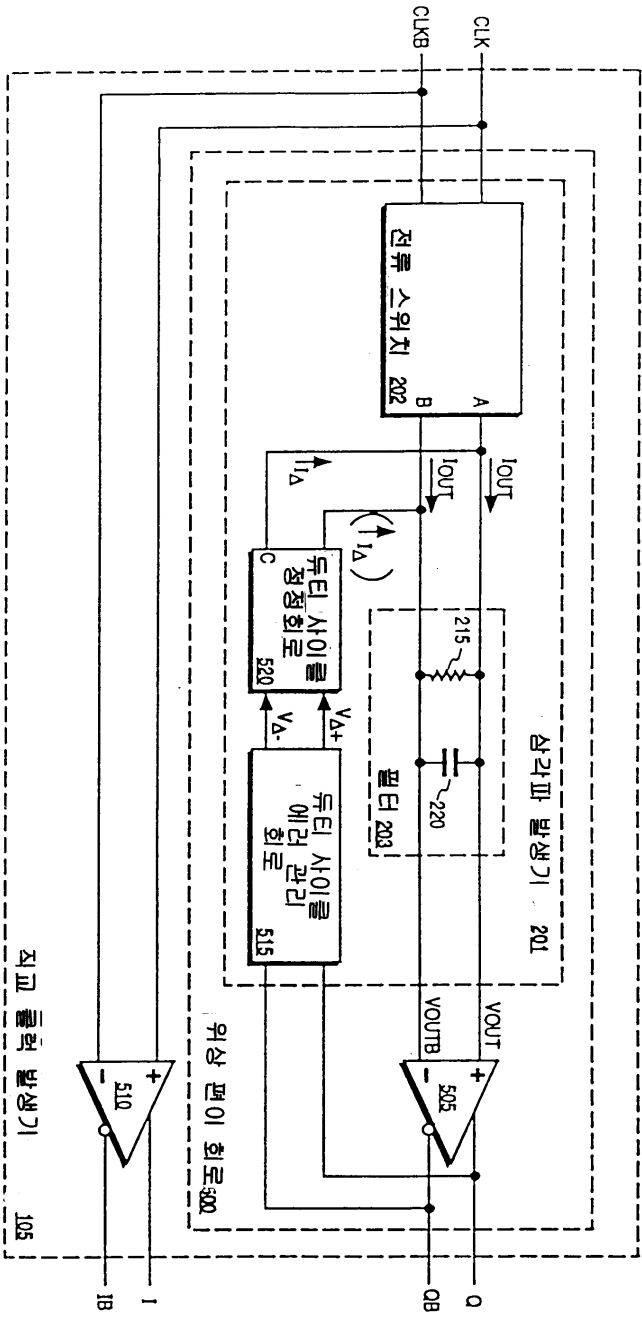 CLK
CLKB
전류 스위치 202
A
B
IOUT
IOUT
IΔ
(IΔ)
215
220
필터 203
삼각파 발생기 201
C
듀티 사이클
정정회로
520
VΔ+
VΔ-
듀티 사이클
에러 관리
회로
515
VOUT
VOUTB
+
-
505
위상 편이 회로 500
+
-
510
직교 클럭 발생기 105
Q
QB
I
IB